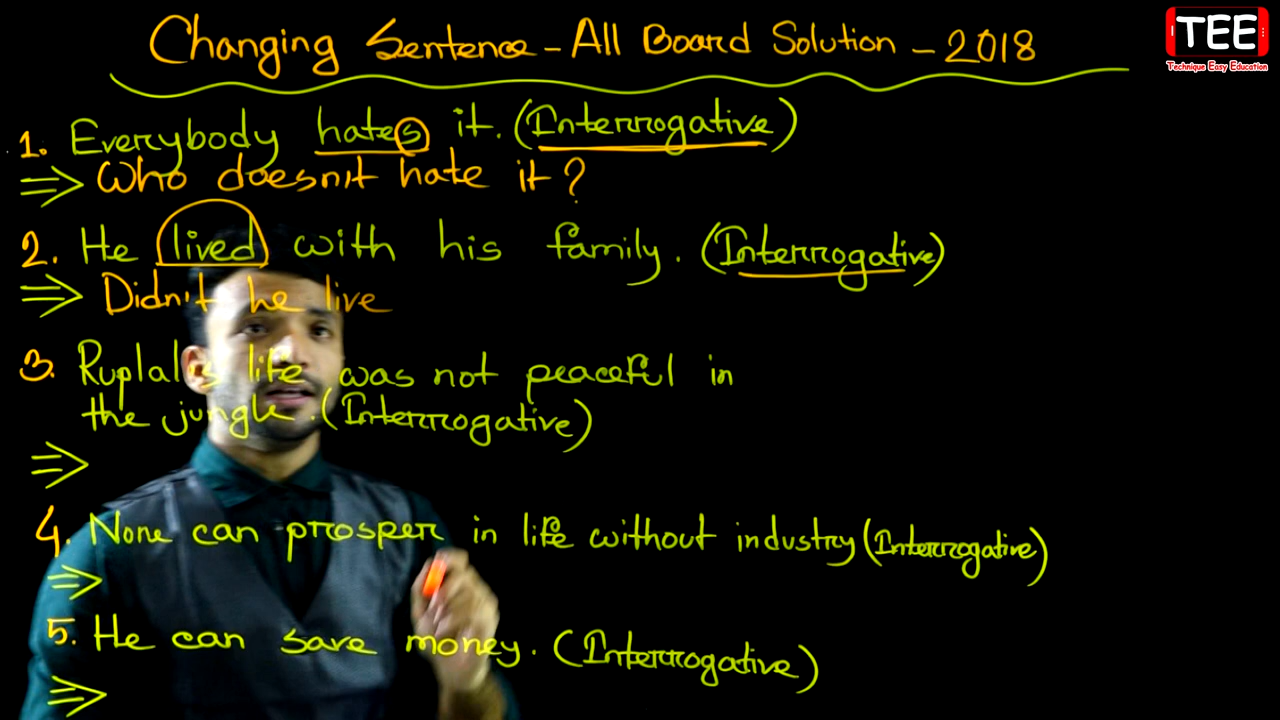 Changing Sentence - All Board Solution - 2018
TEE
Technique Easy Education
1. Everybody hates it. (Interrogative)
⇒ Who doesn't hate it?
2. He lived with his family. (Interrogative)
⇒ Didn't he live
3. Ruplal's life was not peaceful in
the jungle. (Interrogative)
⇒
4. None can prosper in life without industry (Interrogative)
⇒
5. He can save money. (Interrogative)
⇒